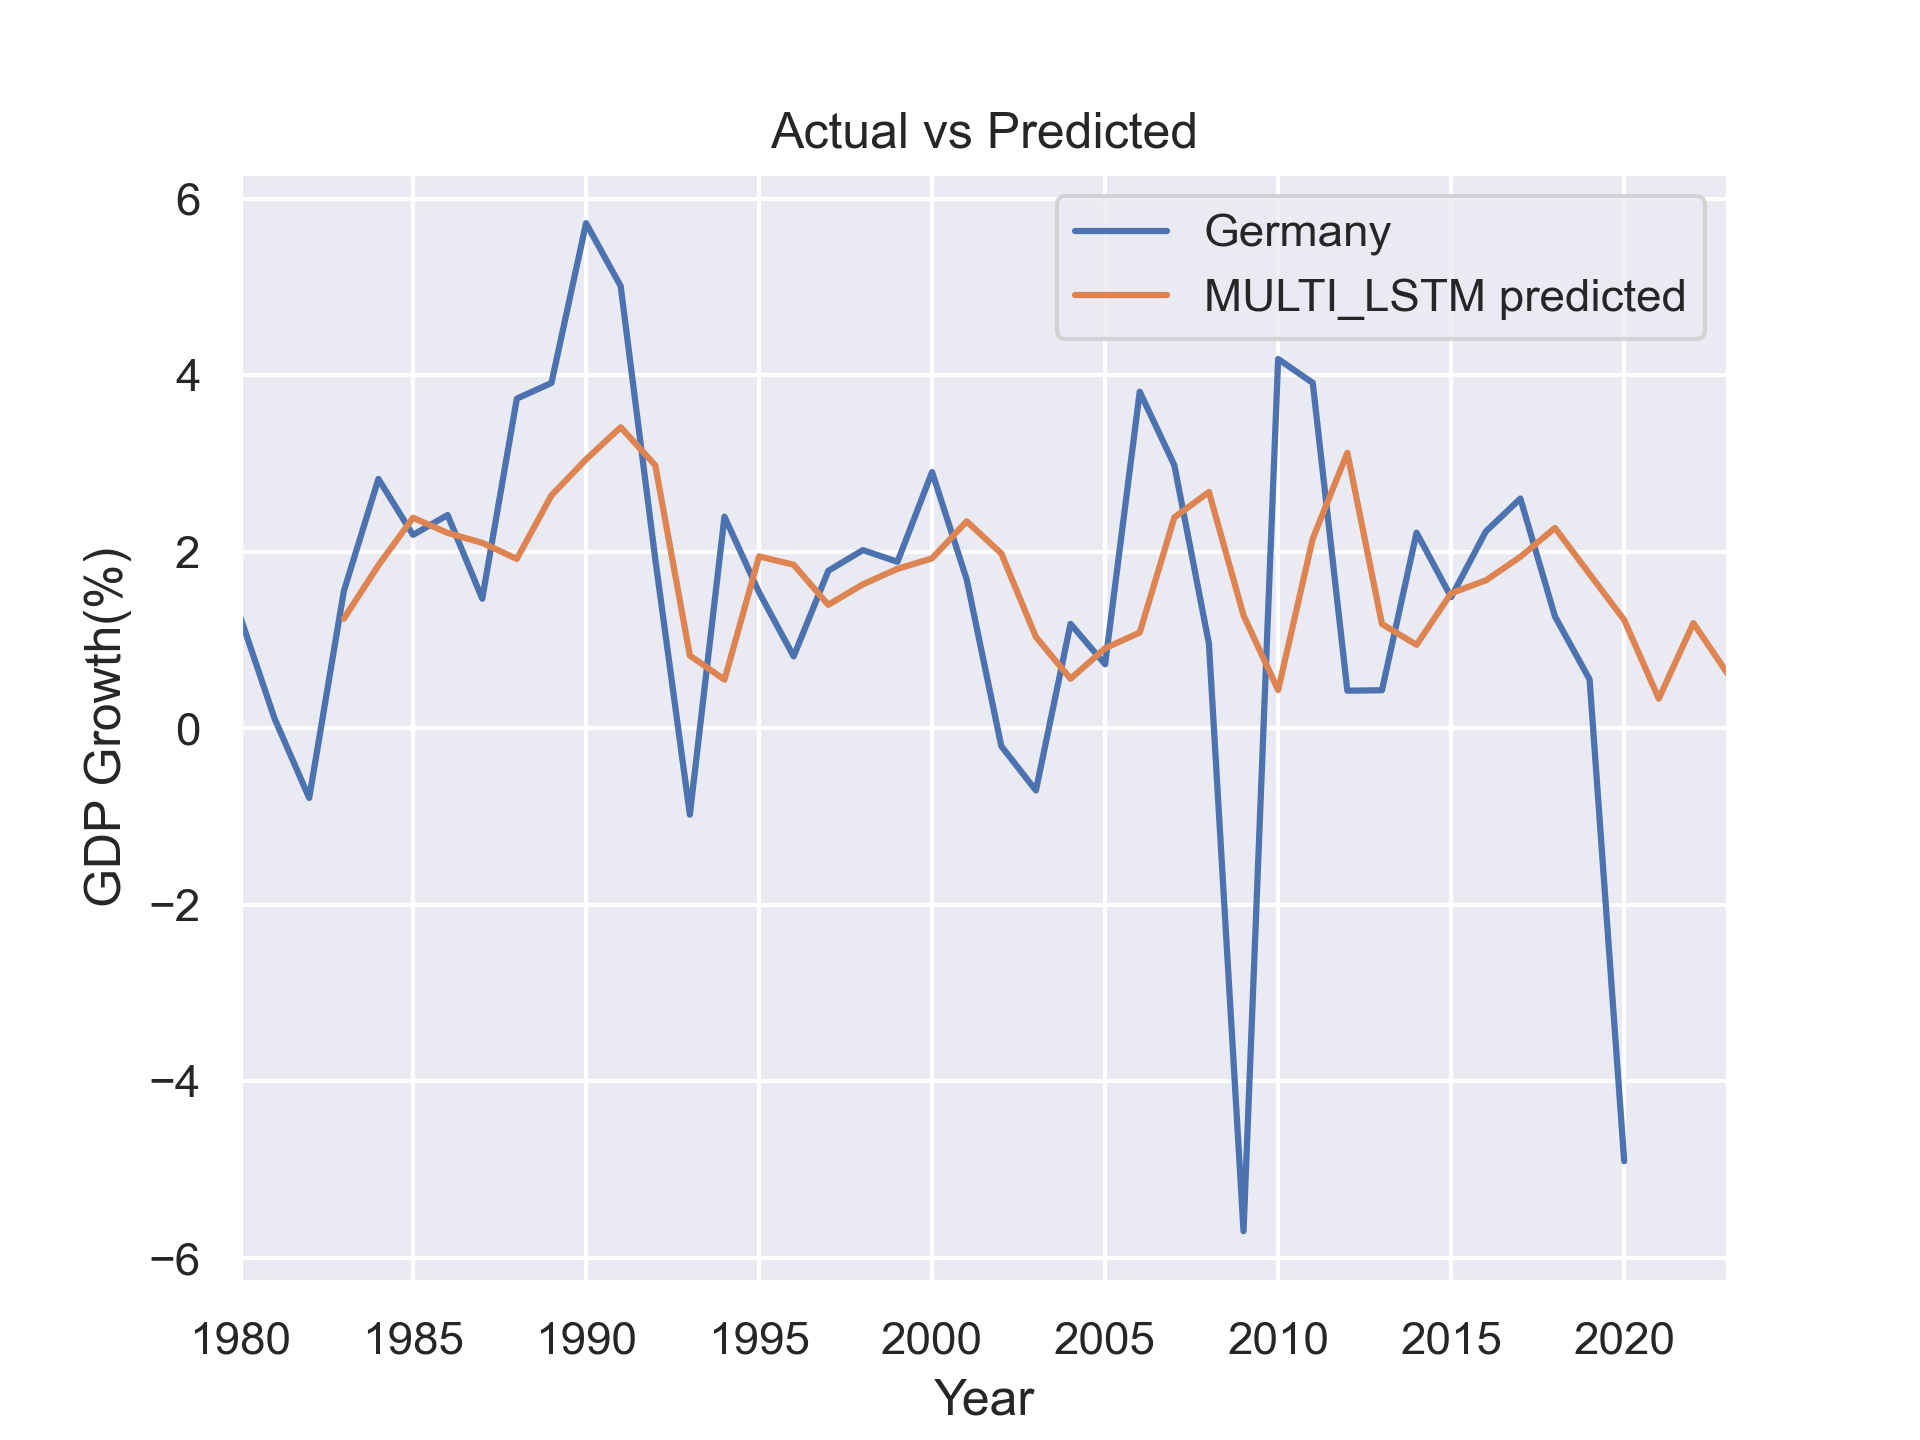 Actual vs Predicted
Germany
MULTI_LSTM predicted
GDP Growth(%)
6
4
2
0
−2
−4
−6
1980 1985 1990 1995 2000 2005 2010 2015 2020
Year